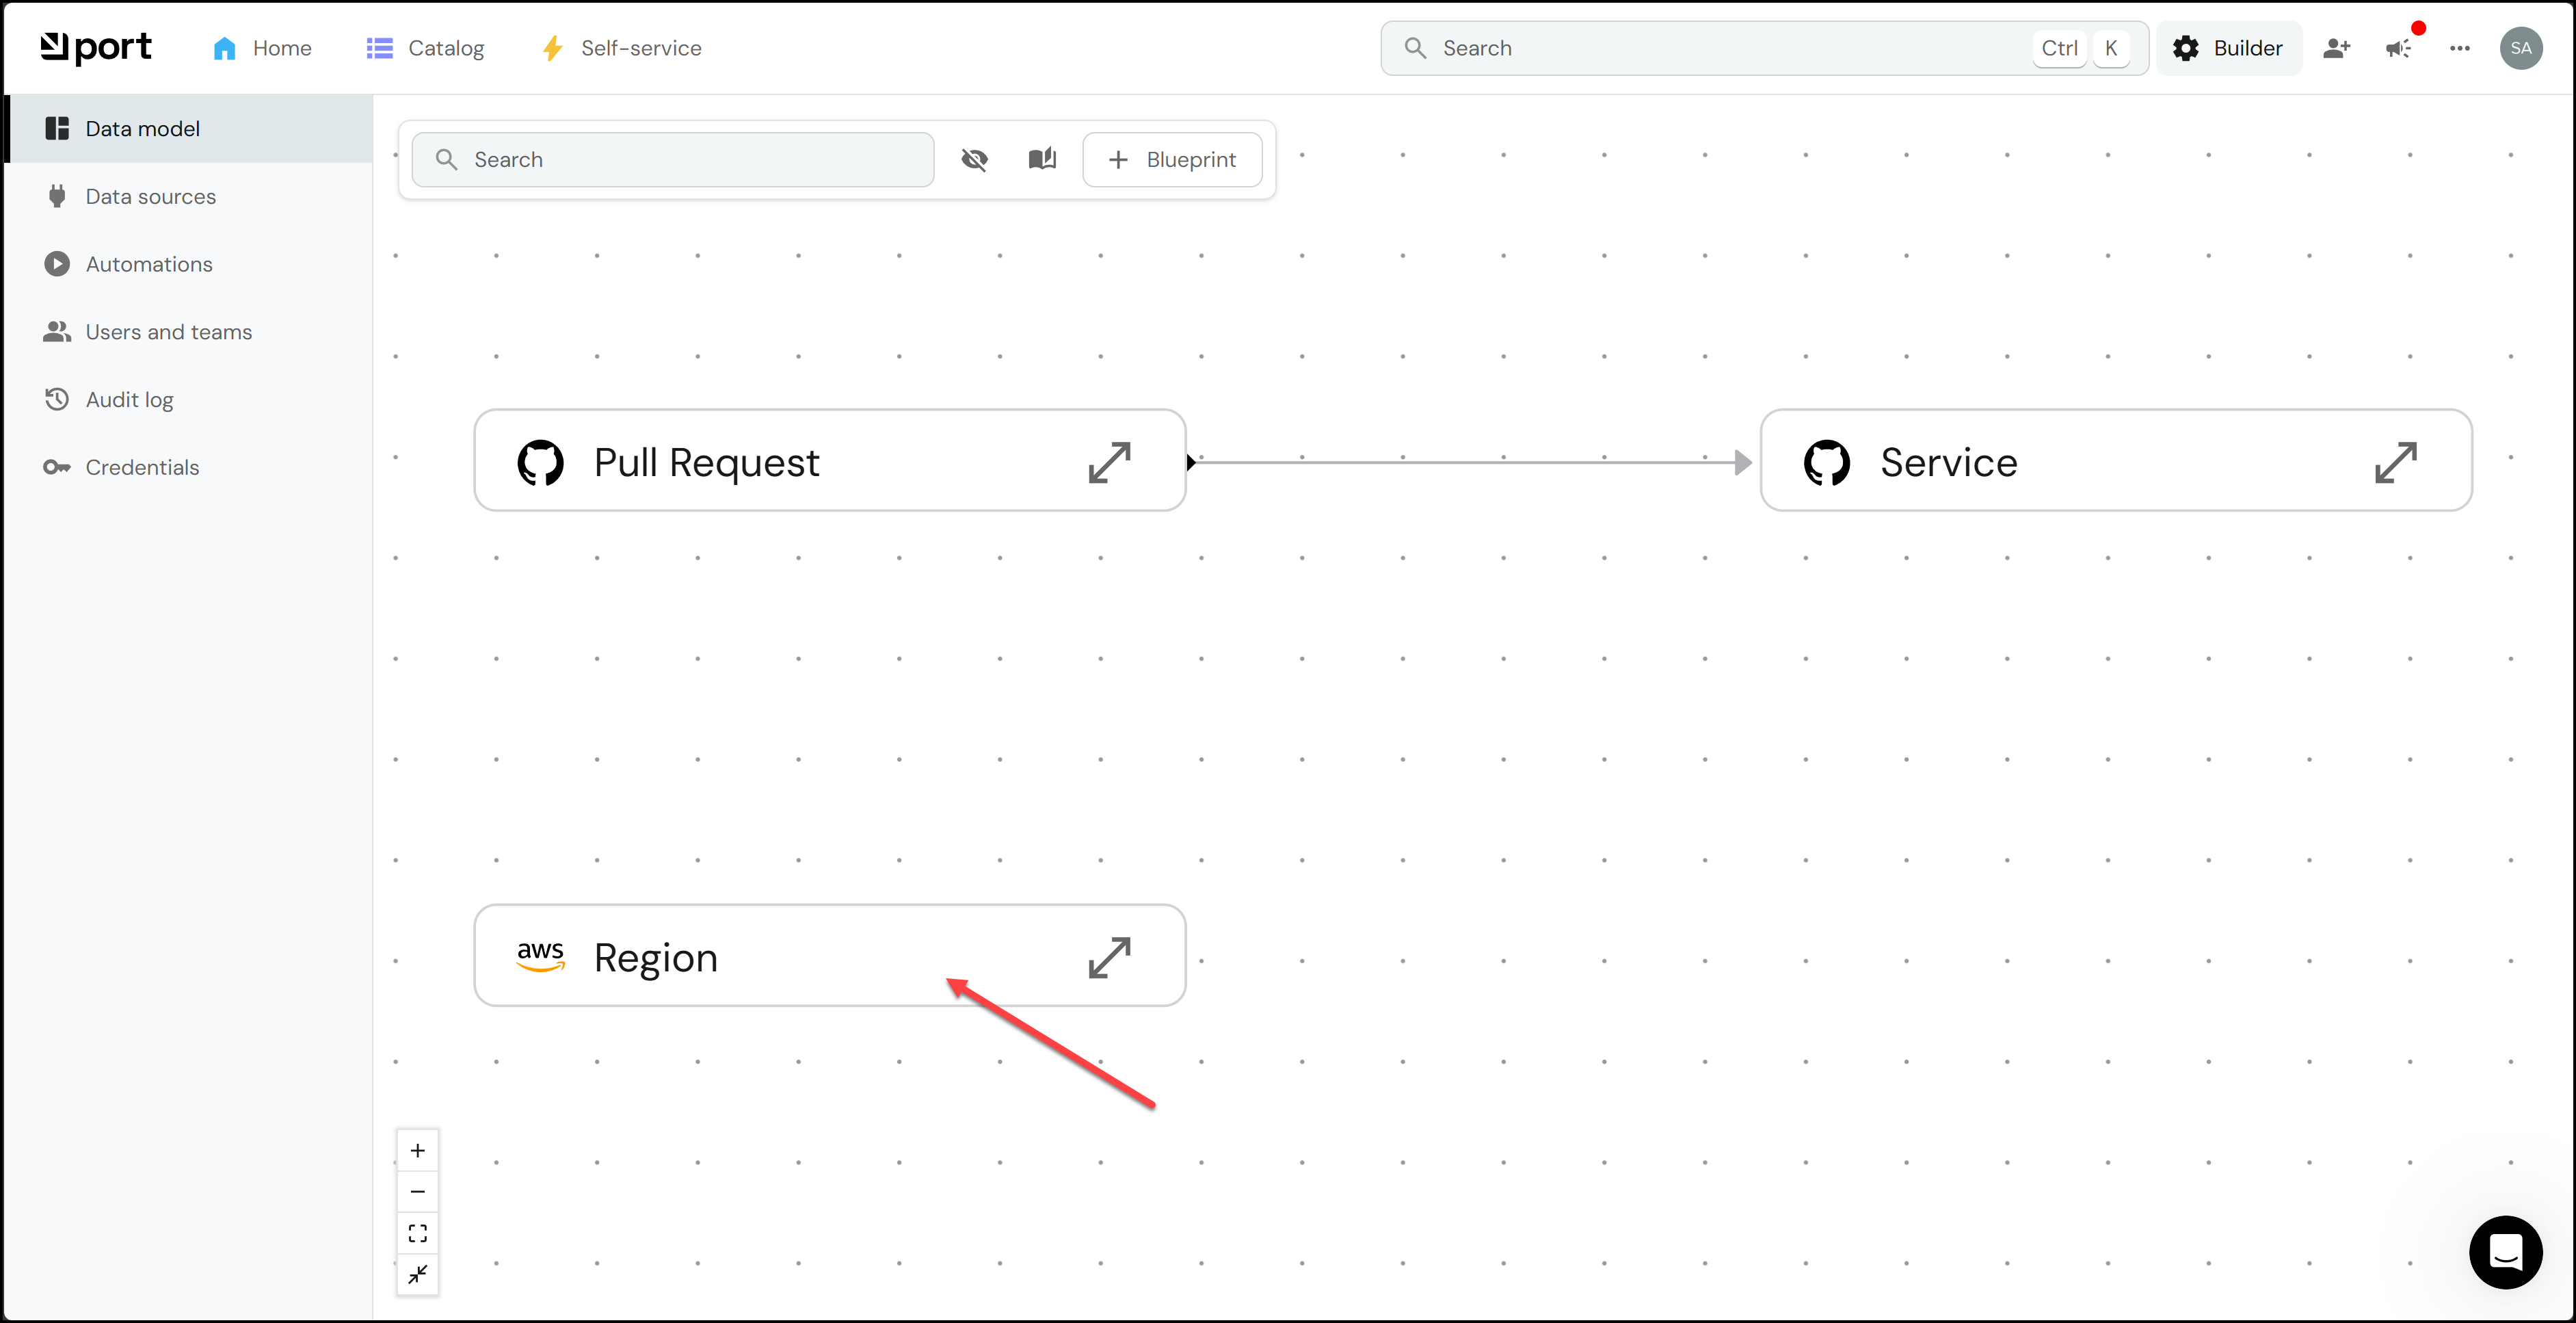 port
Home
Catalog
Self-service
Search
Ctrl
K
Builder
SA
Data model
Data sources
Automations
Users and teams
Audit log
Credentials
Search
Blueprint
Pull Request
Service
aws
Region